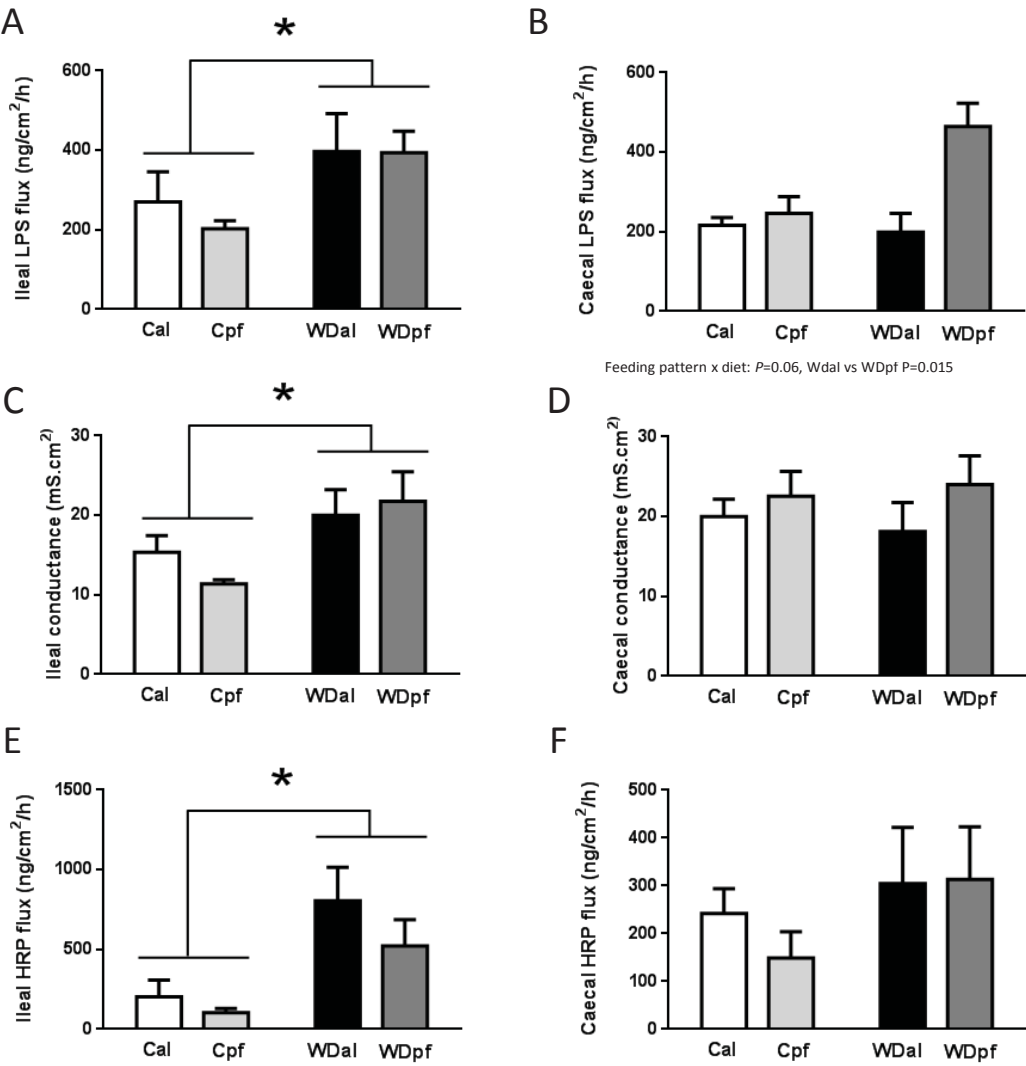 A
*
Ileal LPS flux (ng/cm²/h)
600
400
200
0
Cal Cpf WDal WDpf
B
Caecal LPS flux (ng/cm²/h)
600
400
200
0
Cal Cpf WDal WDpf
Feeding pattern x diet: P=0.06, Wdal vs WDpf P=0.015
C
*
Ileal conductance (mS.cm²)
30
20
10
0
Cal Cpf WDal WDpf
D
Caecal conductance (mS.cm²)
30
20
10
0
Cal Cpf WDal WDpf
E
*
Ileal HRP flux (ng/cm²/h)
1500
1000
500
0
Cal Cpf WDal WDpf
F
Caecal HRP flux (ng/cm²/h)
500
400
300
200
100
0
Cal Cpf WDal WDpf